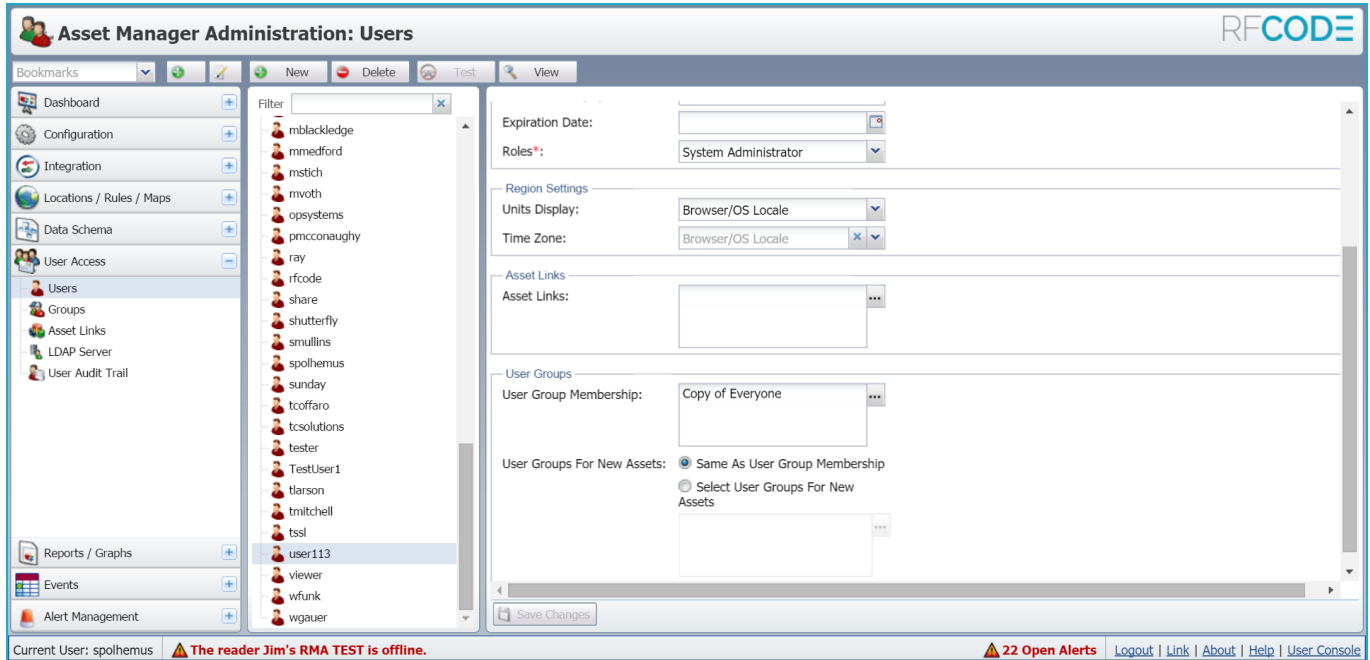 Asset Manager Administration: Users
RFCODE
Bookmarks
New
Delete
Test
View
Dashboard
Configuration
Integration
Locations / Rules / Maps
Data Schema
User Access
Users
Groups
Asset Links
LDAP Server
User Audit Trail
Reports / Graphs
Events
Alert Management
Filter
mblackledge
mmedford
mstich
mvoth
opsystems
pmcconaughy
ray
rfcode
share
shutterfly
smullins
spolhemus
sunday
tcoffaro
tcsolutions
tester
TestUser1
tlarson
tmitchell
tssl
user113
viewer
wfunk
wgauer
Expiration Date:
Roles*: System Administrator
Region Settings
Units Display: Browser/OS Locale
Time Zone: Browser/OS Locale
Asset Links
Asset Links: ...
User Groups
User Group Membership: Copy of Everyone ...
User Groups For New Assets: Same As User Group Membership
Select User Groups For New
Assets
...
Save Changes
Current User: spolhemus The reader Jim's RMA TEST is offline. 22 Open Alerts Logout | Link | About | Help | User Console